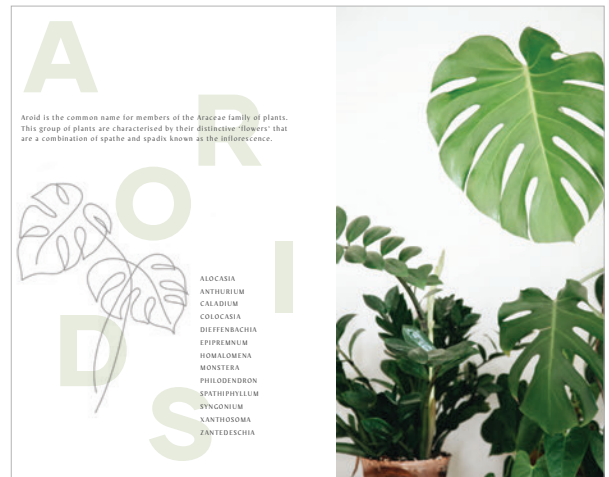 AROIDS
Aroid is the common name for members of the Araceae family of plants.
This group of plants are characterised by their distinctive 'flowers' that
are a combination of spathe and spadix known as the inflorescence.
ALOCASIA
ANTHURIUM
CALADIUM
COLOCASIA
DIEFFENBACHIA
EPIPREMNUM
HOMALOMENA
MONSTERA
PHILODENDRON
SPATHIPHYLLUM
SYNGONIUM
XANTHOSOMA
ZANTEDESCHIA